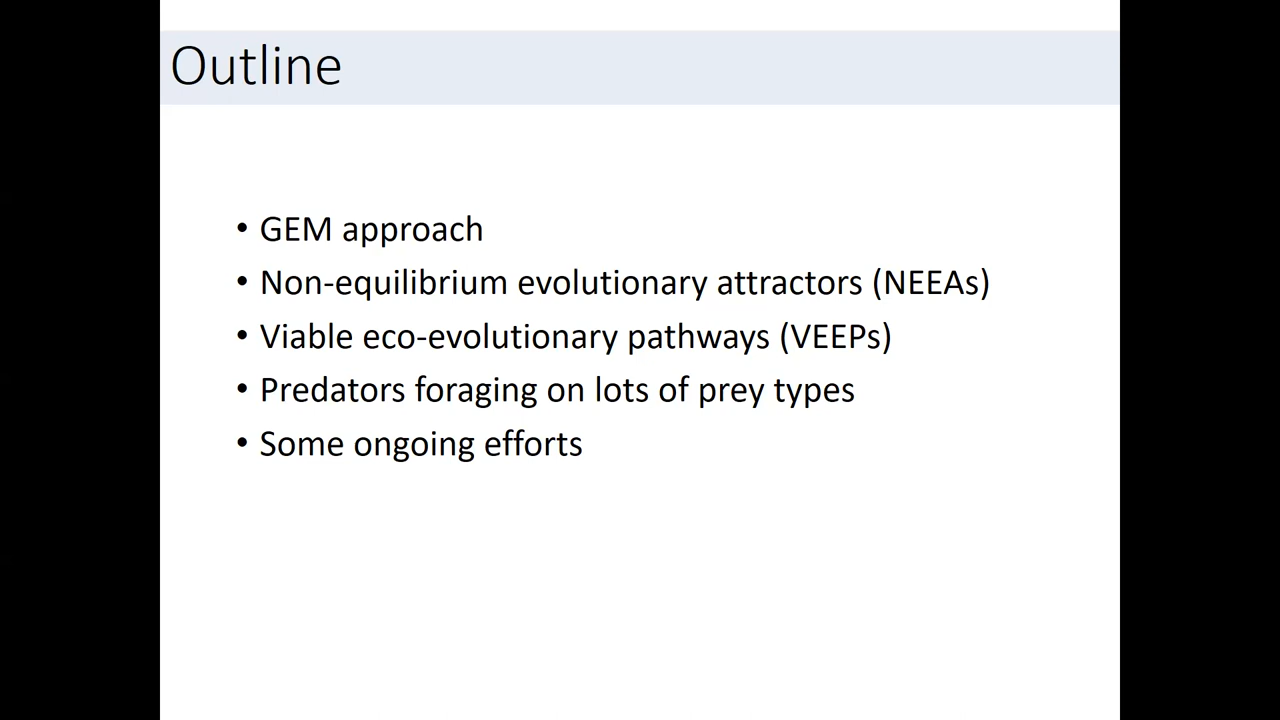 Outline
• GEM approach
• Non-equilibrium evolutionary attractors (NEEAs)
• Viable eco-evolutionary pathways (VEEPs)
• Predators foraging on lots of prey types
• Some ongoing efforts